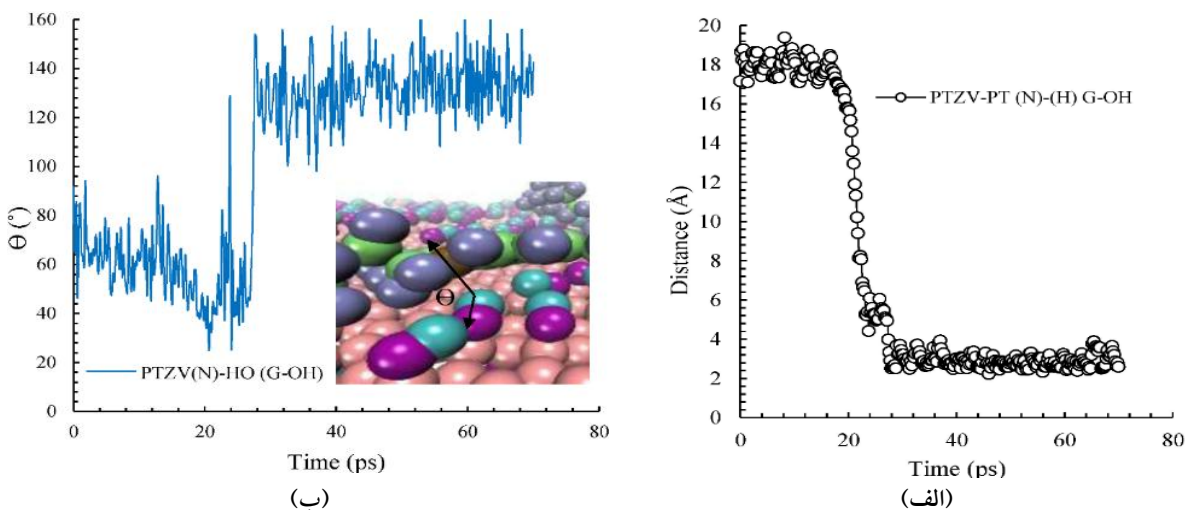 160
140
120
100
80
60
40
20
0
Θ (°)
Θ
PTZV(N)-HO (G-OH)
0 20 40 60 80
Time (ps)
(ب)
20
18
16
14
12
10
8
6
4
2
0
Distance (Å)
PTZV-PT (N)-(H) G-OH
0 20 40 60 80
Time (ps)
(الف)